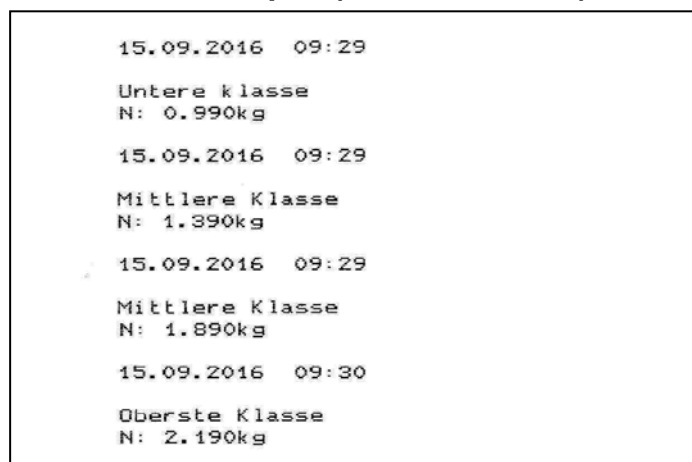 15.09.2016 09:29
Untere klasse
N: 0.990kg
15.09.2016 09:29
Mittlere Klasse
N: 1.390kg
15.09.2016 09:29
Mittlere Klasse
N: 1.890kg
15.09.2016 09:30
Oberste Klasse
N: 2.190kg